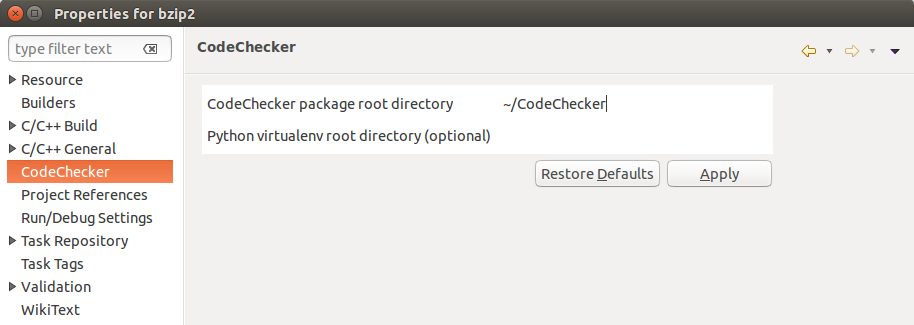 Properties for bzip2
type filter text
Resource
Builders
C/C++ Build
C/C++ General
CodeChecker
Project References
Run/Debug Settings
Task Repository
Task Tags
Validation
WikiText
CodeChecker
CodeChecker package root directory ~/CodeChecker
Python virtualenv root directory (optional)
Restore Defaults Apply